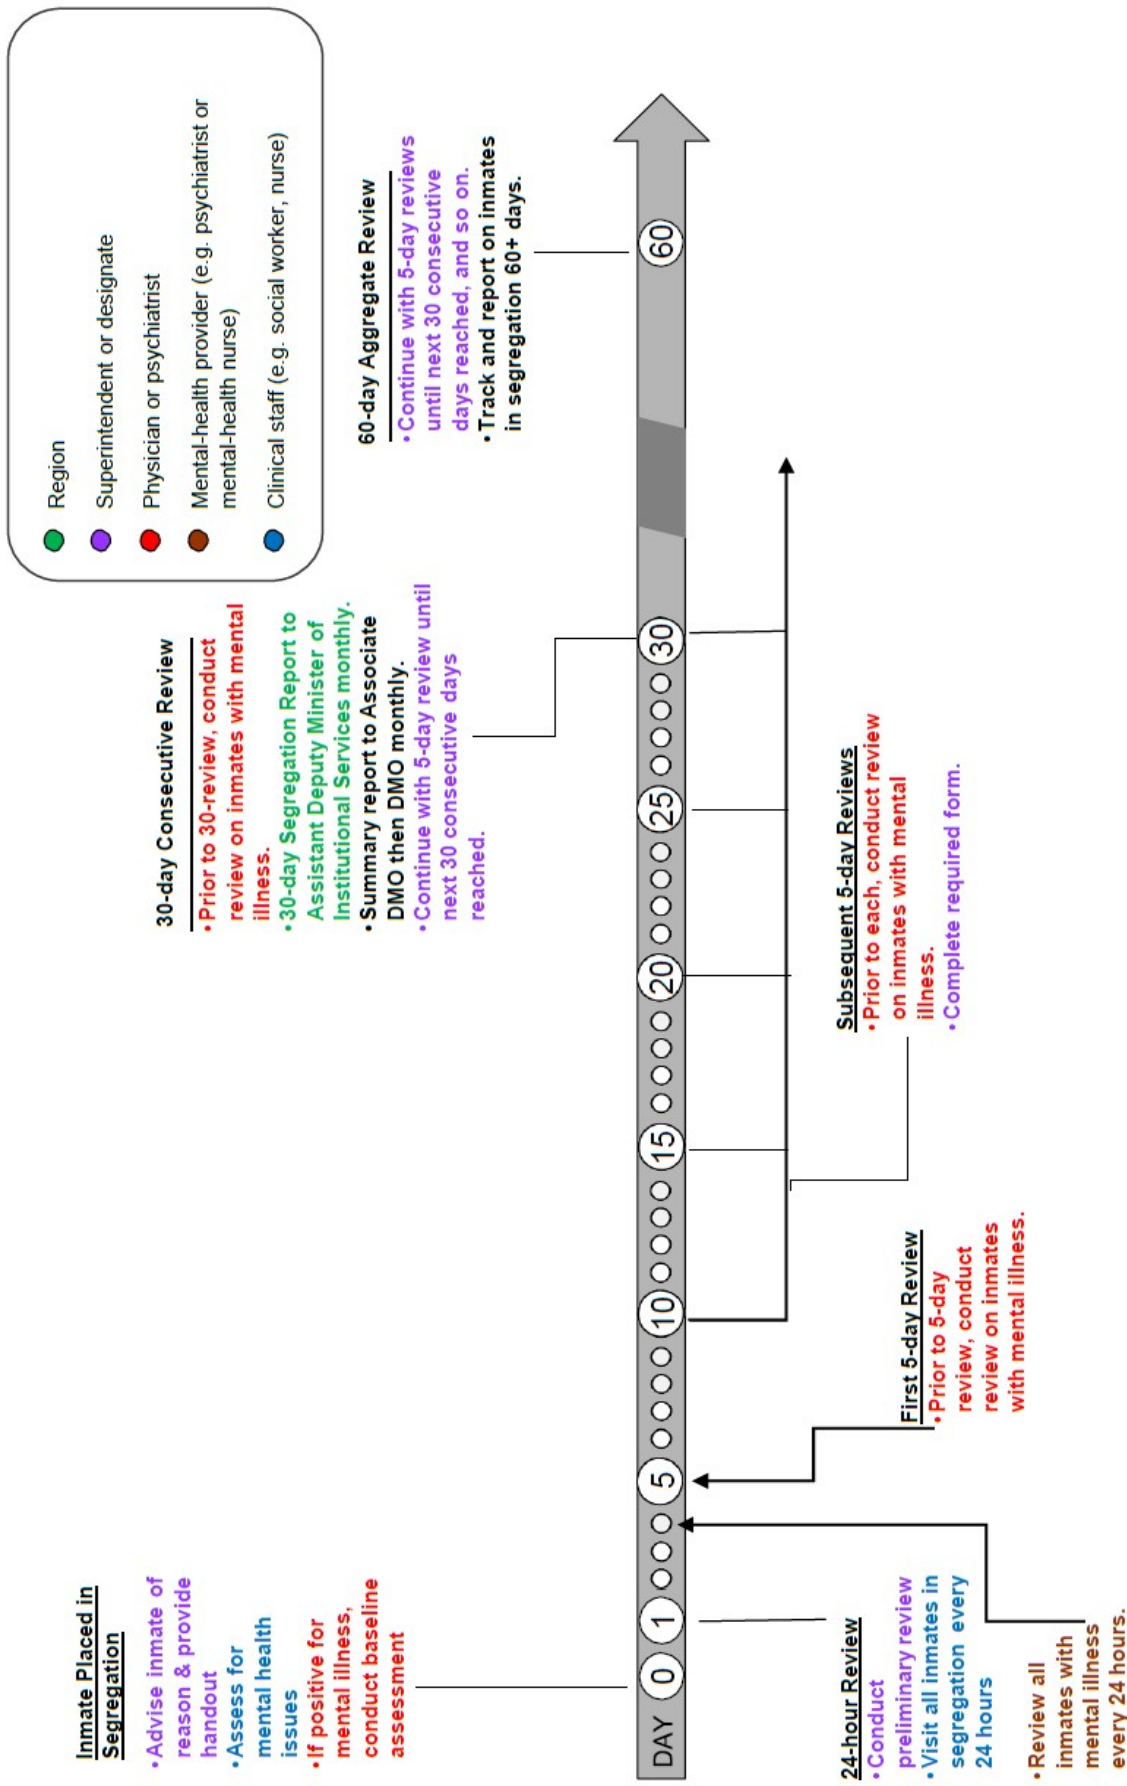 Region
Superintendent or designate
Physician or psychiatrist
Mental-health provider (e.g. psychiatrist or
mental-health nurse)
Clinical staff (e.g. social worker, nurse)
Inmate Placed in
Segregation
• Advise inmate of
reason & provide
handout
• Assess for
mental health
issues
• If positive for
mental illness,
conduct baseline
assessment
30-day Consecutive Review
• Prior to 30-review, conduct
review on inmates with mental
illness.
• 30-day Segregation Report to
Assistant Deputy Minister of
Institutional Services monthly.
• Summary report to Associate
DMO then DMO monthly.
• Continue with 5-day review until
next 30 consecutive days
reached.
60-day Aggregate Review
• Continue with 5-day reviews
until next 30 consecutive
days reached, and so on.
• Track and report on inmates
in segregation 60+ days.
DAY 0 1 5 10 15 20 25 30 60
24-hour Review
• Conduct
preliminary review
• Visit all inmates in
segregation every
24 hours
• Review all
inmates with
mental illness
every 24 hours.
First 5-day Review
• Prior to 5-day
review, conduct
review on inmates
with mental illness.
Subsequent 5-day Reviews
• Prior to each, conduct review
on inmates with mental
illness.
• Complete required form.